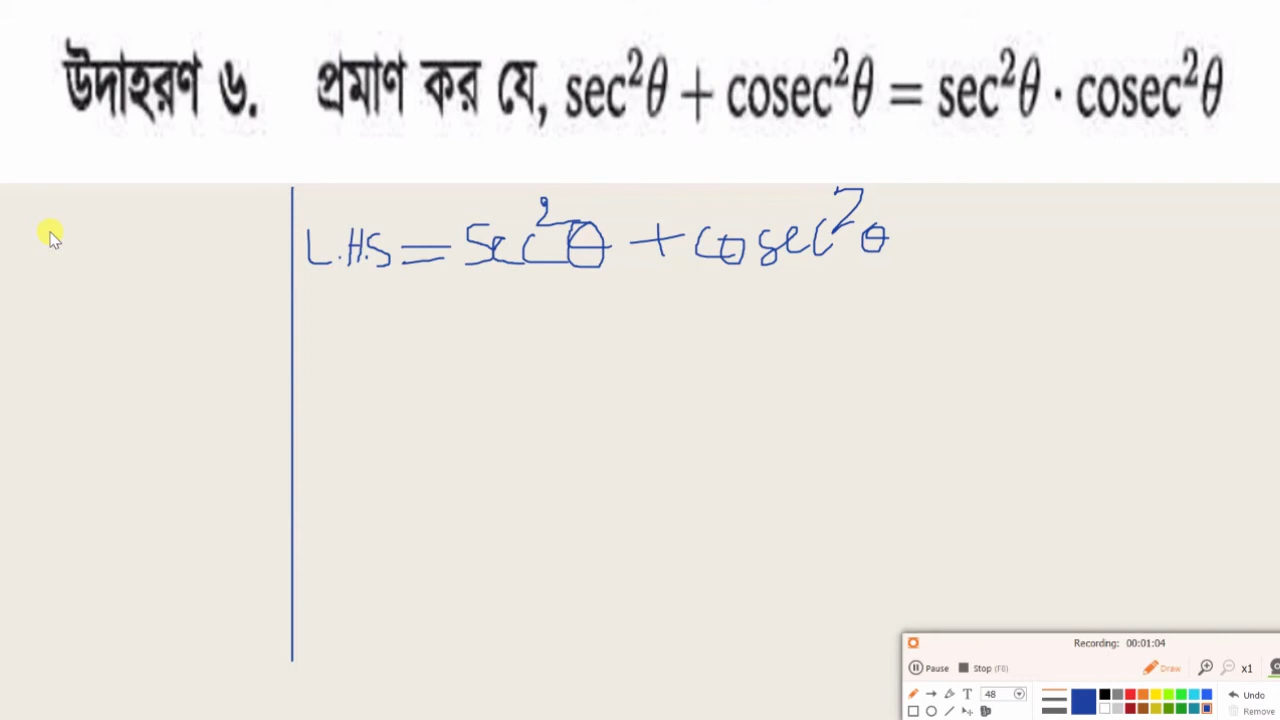 উদাহরণ ৬. প্রমাণ কর যে, sec²θ + cosec²θ = sec²θ · cosec²θ
L.H.S = Sec²θ + cosec²θ
Recording: 00:01:04
Pause Stop (F8) Draw x1
T 48 Undo
Remove